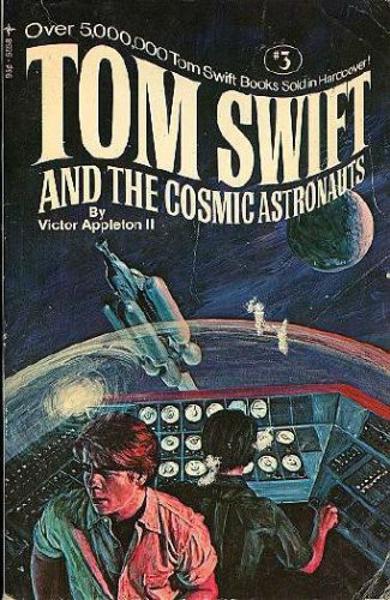 Over 5,000,000 Tom Swift Books Sold in Hardcover!
#3
TOM SWIFT
AND THE COSMIC ASTRONAUTS
By
Victor Appleton II